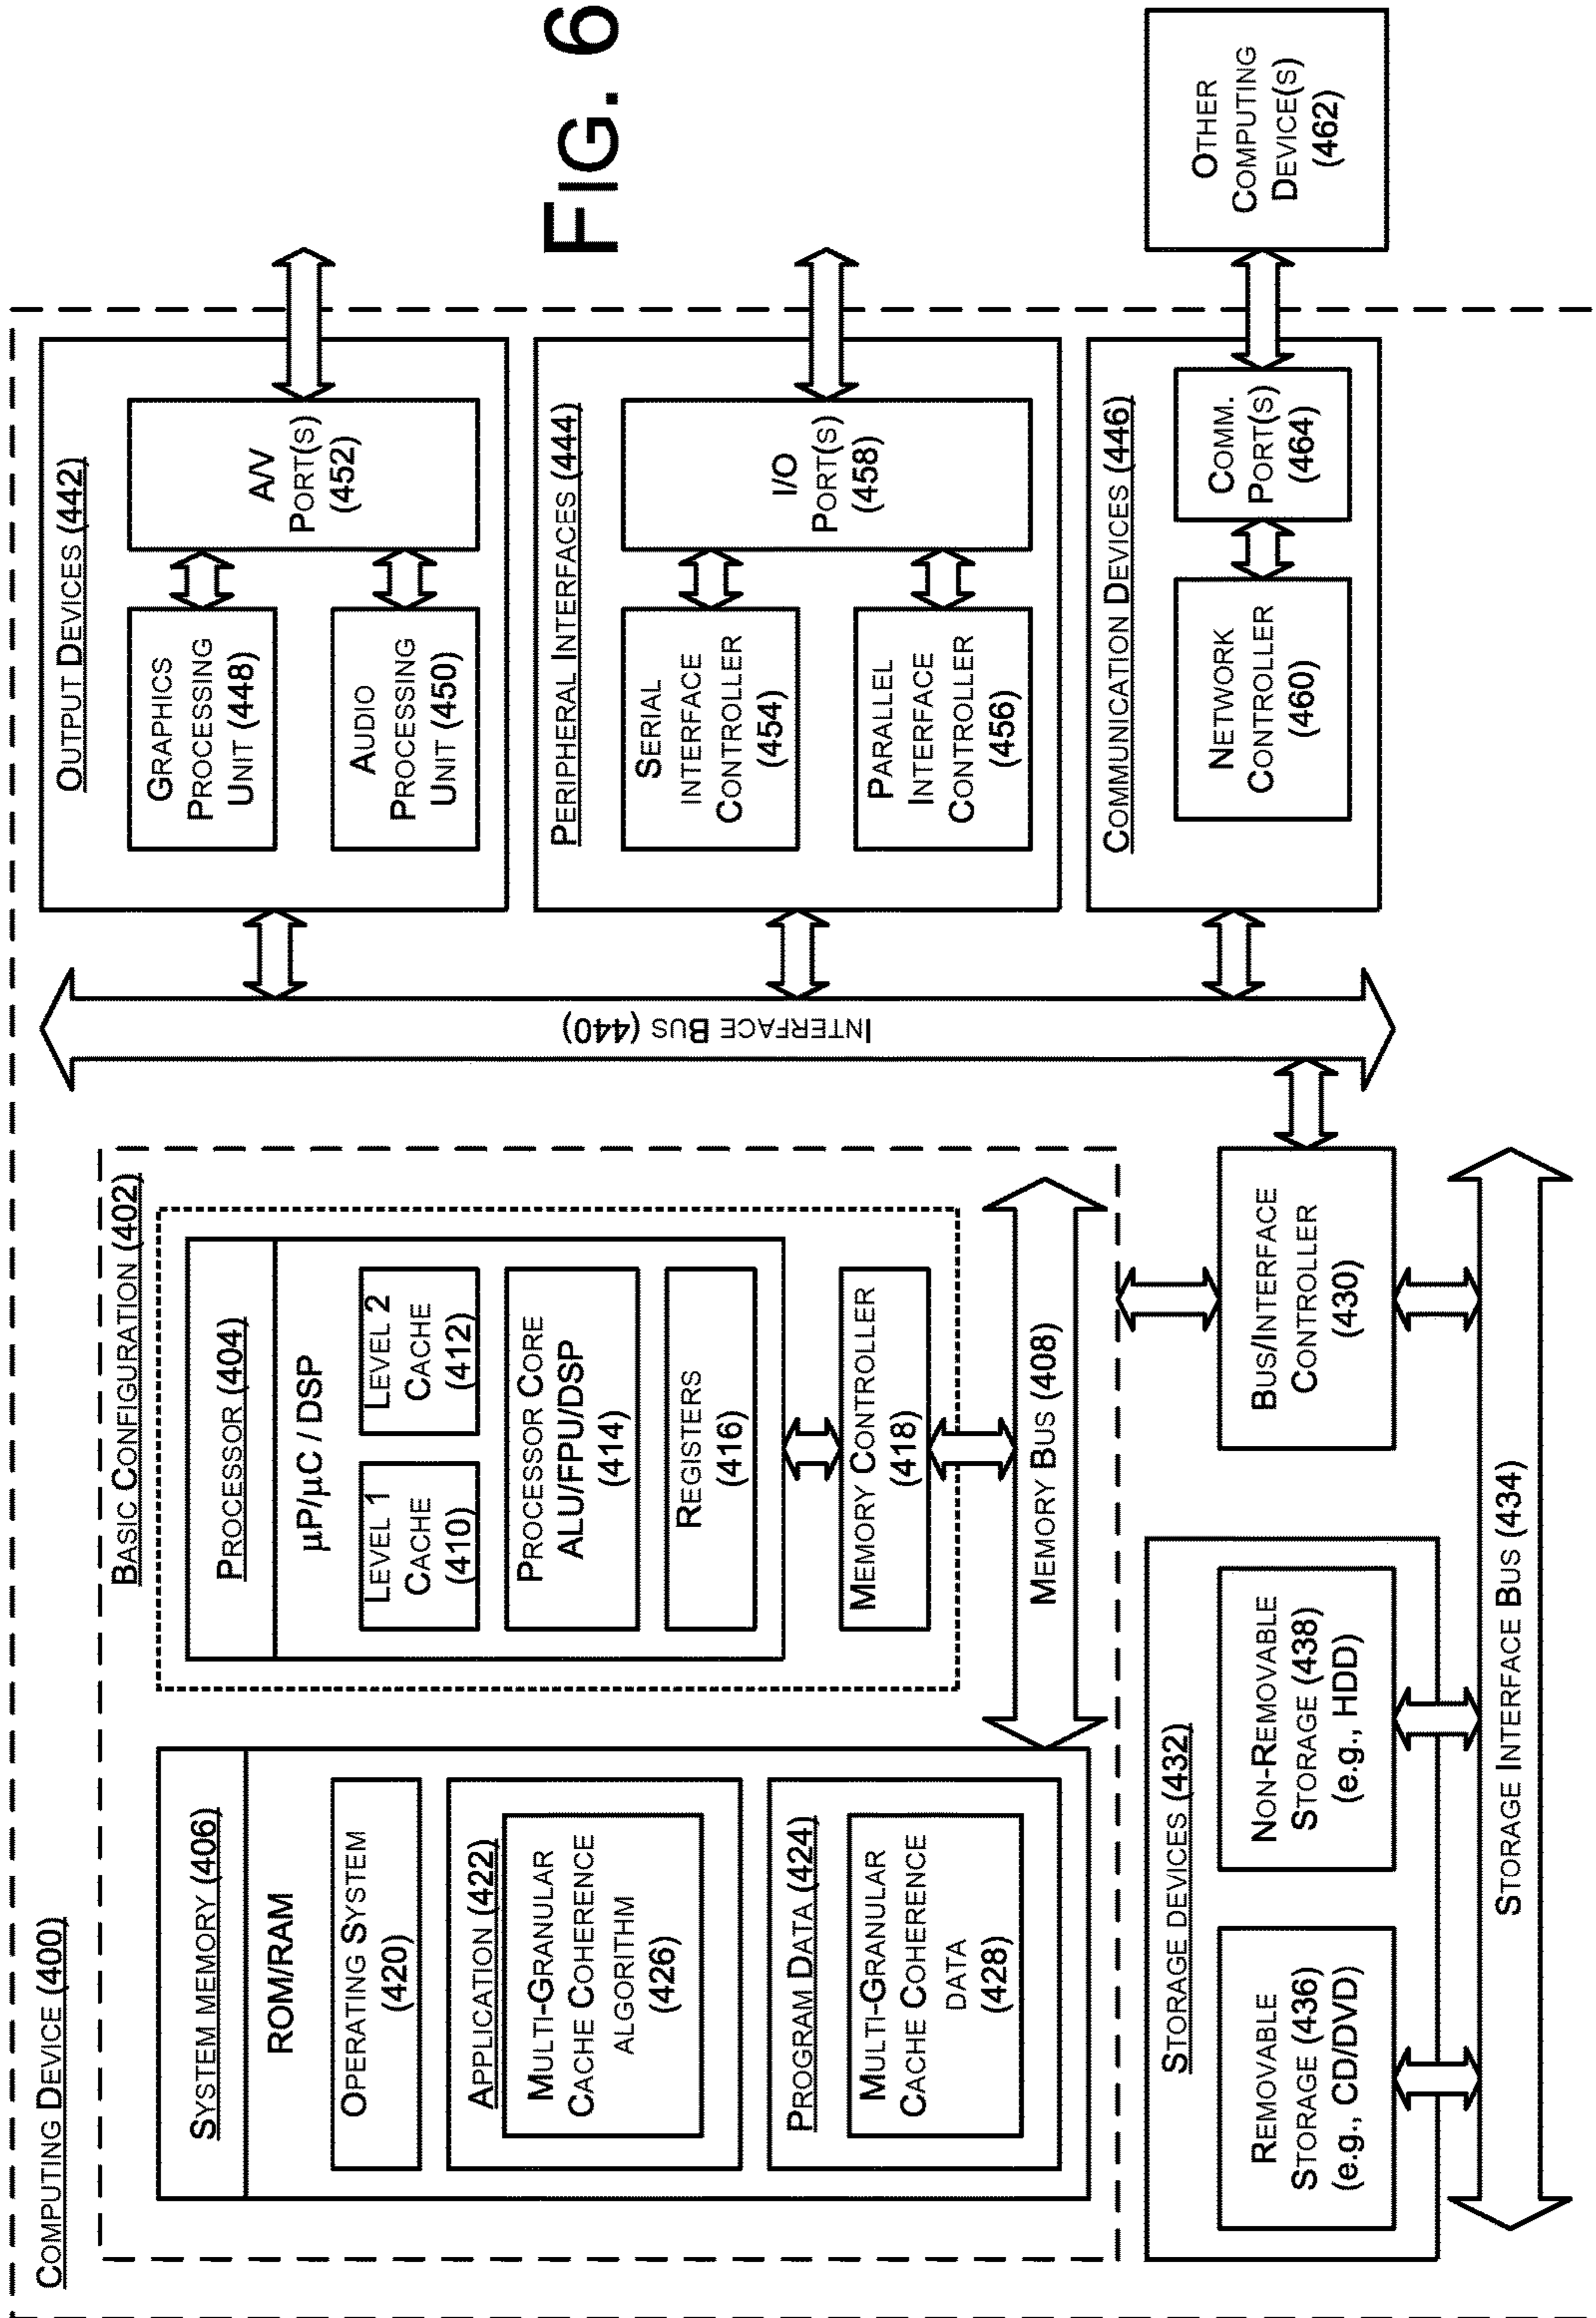 COMPUTING DEVICE (400)
BASIC CONFIGURATION (402)
SYSTEM MEMORY (406)
ROM/RAM
OPERATING SYSTEM
(420)
APPLICATION (422)
MULTI-GRANULAR
CACHE COHERENCE
ALGORITHM
(426)
PROGRAM DATA (424)
MULTI-GRANULAR
CACHE COHERENCE
DATA
(428)
PROCESSOR (404)
µP/µC / DSP
LEVEL 1
CACHE
(410)
LEVEL 2
CACHE
(412)
PROCESSOR CORE
ALU/FPU/DSP
(414)
REGISTERS
(416)
MEMORY CONTROLLER
(418)
MEMORY BUS (408)
STORAGE DEVICES (432)
REMOVABLE
STORAGE (436)
(e.g., CD/DVD)
NON-REMOVABLE
STORAGE (438)
(e.g., HDD)
BUS/INTERFACE
CONTROLLER
(430)
STORAGE INTERFACE BUS (434)
INTERFACE BUS (440)
OUTPUT DEVICES (442)
GRAPHICS
PROCESSING
UNIT (448)
AUDIO
PROCESSING
UNIT (450)
A/V
PORT(S)
(452)
PERIPHERAL INTERFACES (444)
SERIAL
INTERFACE
CONTROLLER
(454)
PARALLEL
INTERFACE
CONTROLLER
(456)
I/O
PORT(S)
(458)
COMMUNICATION DEVICES (446)
NETWORK
CONTROLLER
(460)
COMM.
PORT(S)
(464)
OTHER
COMPUTING
DEVICE(S)
(462)
FIG. 6